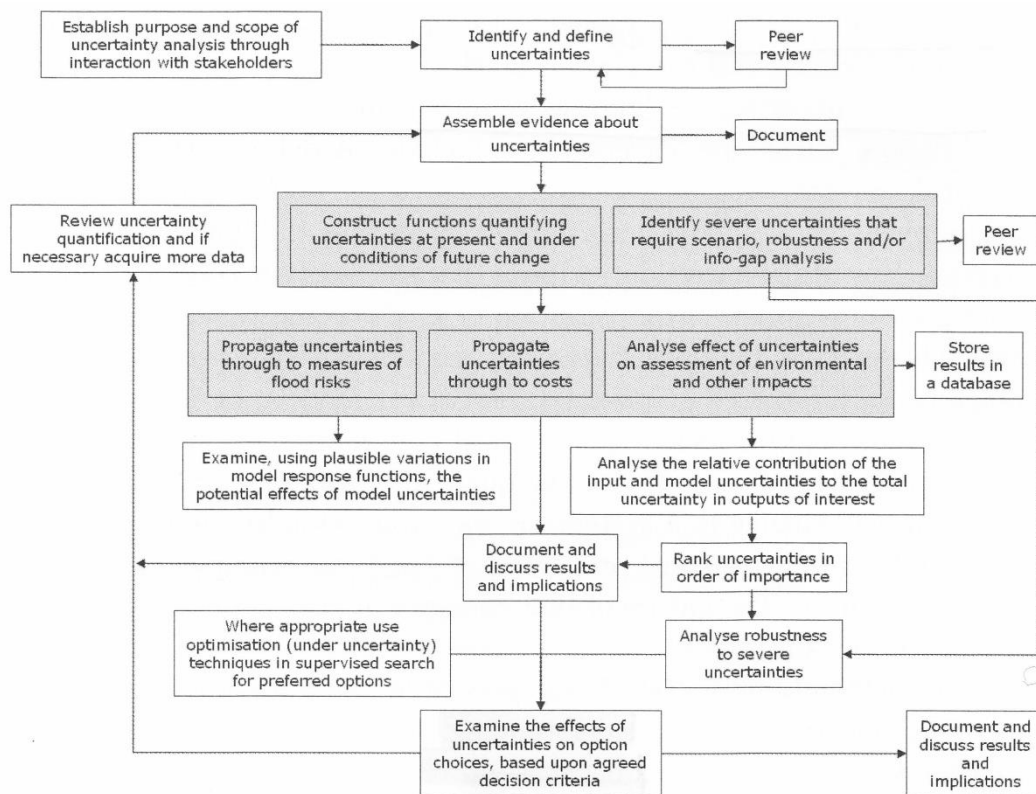 Establish purpose and scope of
uncertainty analysis through
interaction with stakeholders
Identify and define
uncertainties
Peer
review
Assemble evidence about
uncertainties
Document
Review uncertainty
quantification and if
necessary acquire more data
Construct functions quantifying
uncertainties at present and under
conditions of future change
Identify severe uncertainties that
require scenario, robustness and/or
info-gap analysis
Peer
review
Propagate uncertainties
through to measures of
flood risks
Propagate
uncertainties
through to costs
Analyse effect of uncertainties
on assessment of environmental
and other impacts
Store
results in
a database
Examine, using plausible variations in
model response functions, the
potential effects of model uncertainties
Analyse the relative contribution of the
input and model uncertainties to the total
uncertainty in outputs of interest
Document and
discuss results
and implications
Rank uncertainties in
order of importance
Where appropriate use
optimisation (under uncertainty)
techniques in supervised search
for preferred options
Analyse robustness
to severe
uncertainties
Examine the effects of
uncertainties on option
choices, based upon agreed
decision criteria
Document and
discuss results
and
implications